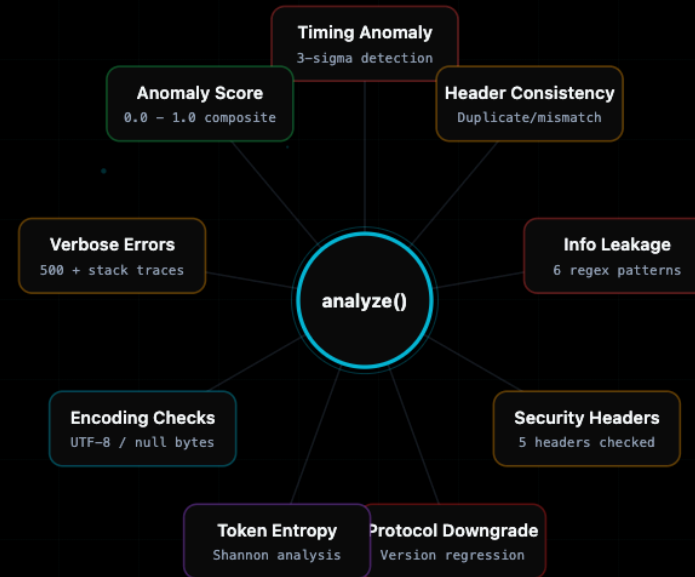 Timing Anomaly
3-sigma detection
Anomaly Score
0.0 – 1.0 composite
Header Consistency
Duplicate/mismatch
Verbose Errors
500 + stack traces
Info Leakage
6 regex patterns
analyze()
Encoding Checks
UTF-8 / null bytes
Security Headers
5 headers checked
Token Entropy
Shannon analysis
Protocol Downgrade
Version regression